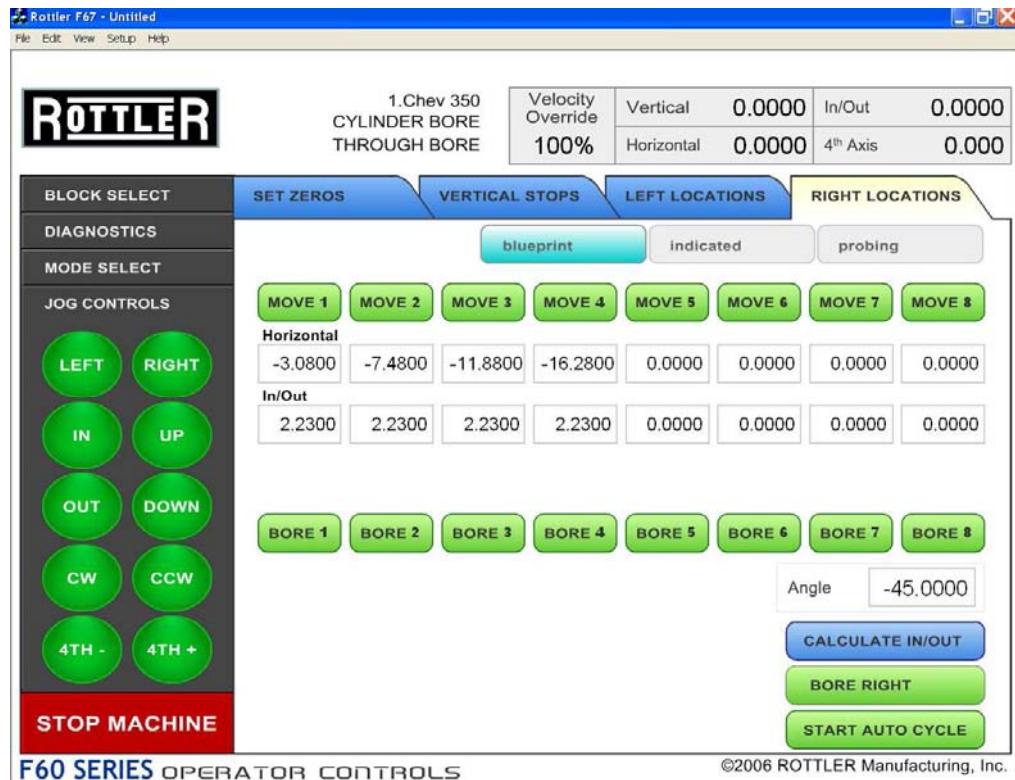 Rottler F67 - Untitled
File Edit View Setup Help
ROTTLER
1.Chev 350
CYLINDER BORE
THROUGH BORE
Velocity
Override
100%
Vertical 0.0000 In/Out 0.0000
Horizontal 0.0000 4th Axis 0.000
BLOCK SELECT
DIAGNOSTICS
MODE SELECT
JOG CONTROLS
LEFT RIGHT
IN UP
OUT DOWN
CW CCW
4TH - 4TH +
STOP MACHINE
SET ZEROS VERTICAL STOPS LEFT LOCATIONS RIGHT LOCATIONS
blueprint indicated probing
MOVE 1 MOVE 2 MOVE 3 MOVE 4 MOVE 5 MOVE 6 MOVE 7 MOVE 8
Horizontal
-3.0800 -7.4800 -11.8800 -16.2800 0.0000 0.0000 0.0000 0.0000
In/Out
2.2300 2.2300 2.2300 2.2300 0.0000 0.0000 0.0000 0.0000
BORE 1 BORE 2 BORE 3 BORE 4 BORE 5 BORE 6 BORE 7 BORE 8
Angle -45.0000
CALCULATE IN/OUT
BORE RIGHT
START AUTO CYCLE
F60 SERIES OPERATOR CONTROLS
©2006 ROTTLER Manufacturing, Inc.